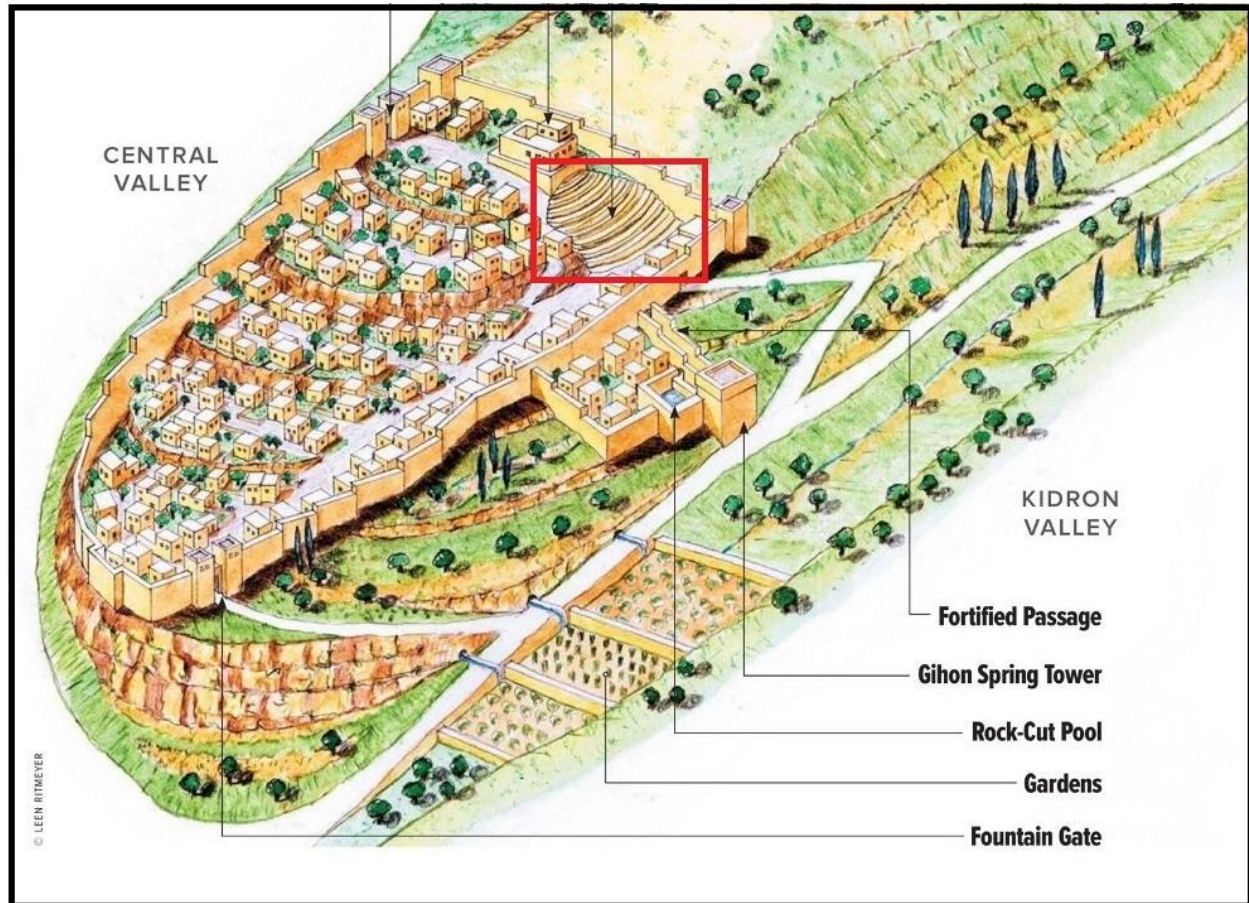 CENTRAL
VALLEY
KIDRON
VALLEY
Fortified Passage
Gihon Spring Tower
Rock-Cut Pool
Gardens
Fountain Gate
© LEEN RITMEYER